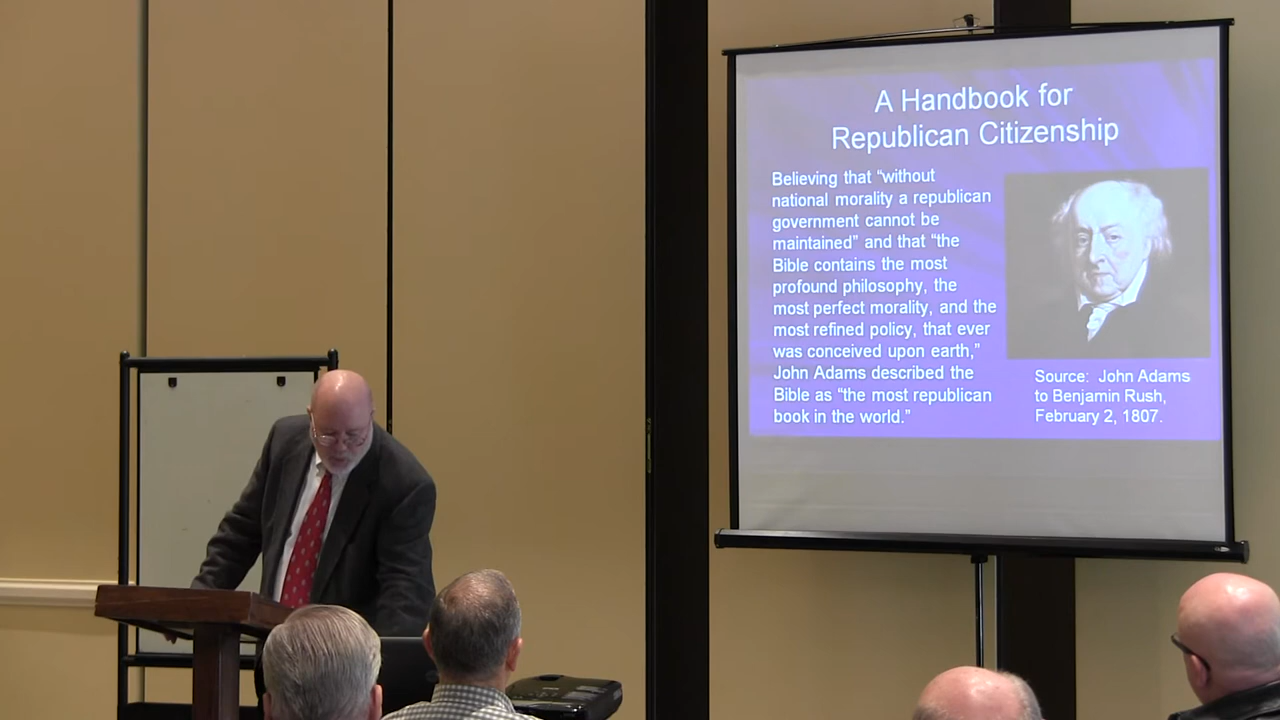 A Handbook for
Republican Citizenship
Believing that “without
national morality a republican
government cannot be
maintained” and that “the
Bible contains the most
profound philosophy, the
most perfect morality, and the
most refined policy, that ever
was conceived upon earth,”
John Adams described the
Bible as “the most republican
book in the world.”
Source: John Adams
to Benjamin Rush,
February 2, 1807.